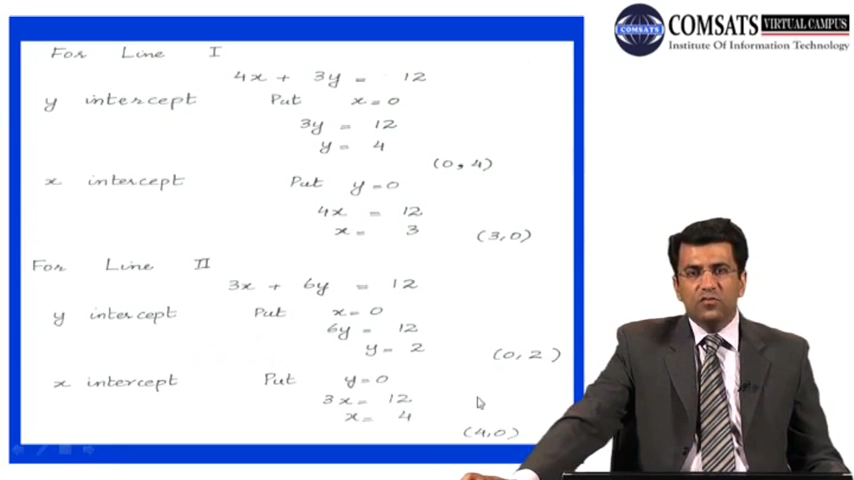 COMSATS VIRTUAL CAMPUS
Institute Of Information Technology
For Line I
4x + 3y = 12
y intercept Put x=0
3y = 12
y = 4
(0, 4)
x intercept Put y=0
4x = 12
x = 3 (3,0)
For Line II
3x + 6y = 12
y intercept Put x=0
6y = 12
y = 2 (0, 2)
x intercept Put y=0
3x = 12
x = 4
(4,0)